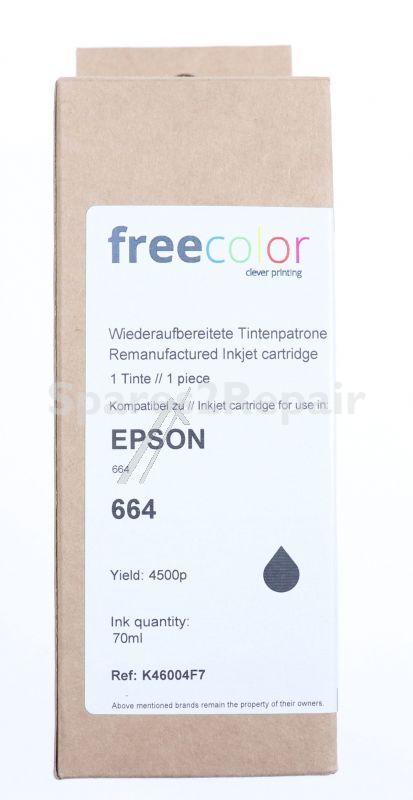 freecolor
clever printing
Wiederaufbereitete Tintenpatrone
Remanufactured Inkjet cartridge
1 Tinte // 1 piece
Spares2Repair
Kompatibel zu // Inkjet cartridge for use in:
EPSON
664
664
Yield: 4500p
Ink quantity:
70ml
Ref: K46004F7
Above mentioned brands remain the property of their owners.